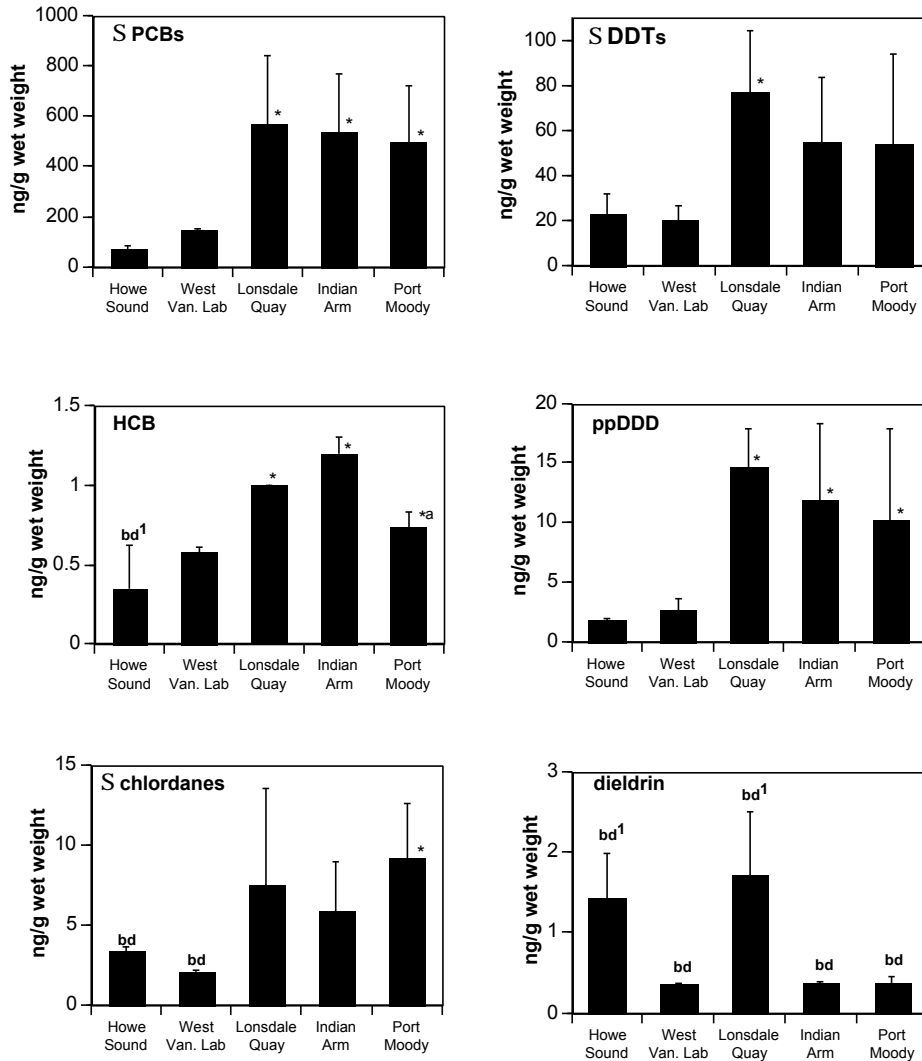 S PCBs
ng/g wet weight
1000
800
600
400
200
0
*
*
*
Howe Sound
West Van. Lab
Lonsdale Quay
Indian Arm
Port Moody
S DDTs
ng/g wet weight
100
80
60
40
20
0
*
Howe Sound
West Van. Lab
Lonsdale Quay
Indian Arm
Port Moody
HCB
ng/g wet weight
1.5
1
0.5
0
bd1
*
*
*a
Howe Sound
West Van. Lab
Lonsdale Quay
Indian Arm
Port Moody
ppDDD
ng/g wet weight
20
15
10
5
0
*
*
*
Howe Sound
West Van. Lab
Lonsdale Quay
Indian Arm
Port Moody
S chlordanes
ng/g wet weight
15
10
5
0
bd
bd
*
Howe Sound
West Van. Lab
Lonsdale Quay
Indian Arm
Port Moody
dieldrin
ng/g wet weight
3
2
1
0
bd1
bd
bd1
bd
bd
Howe Sound
West Van. Lab
Lonsdale Quay
Indian Arm
Port Moody